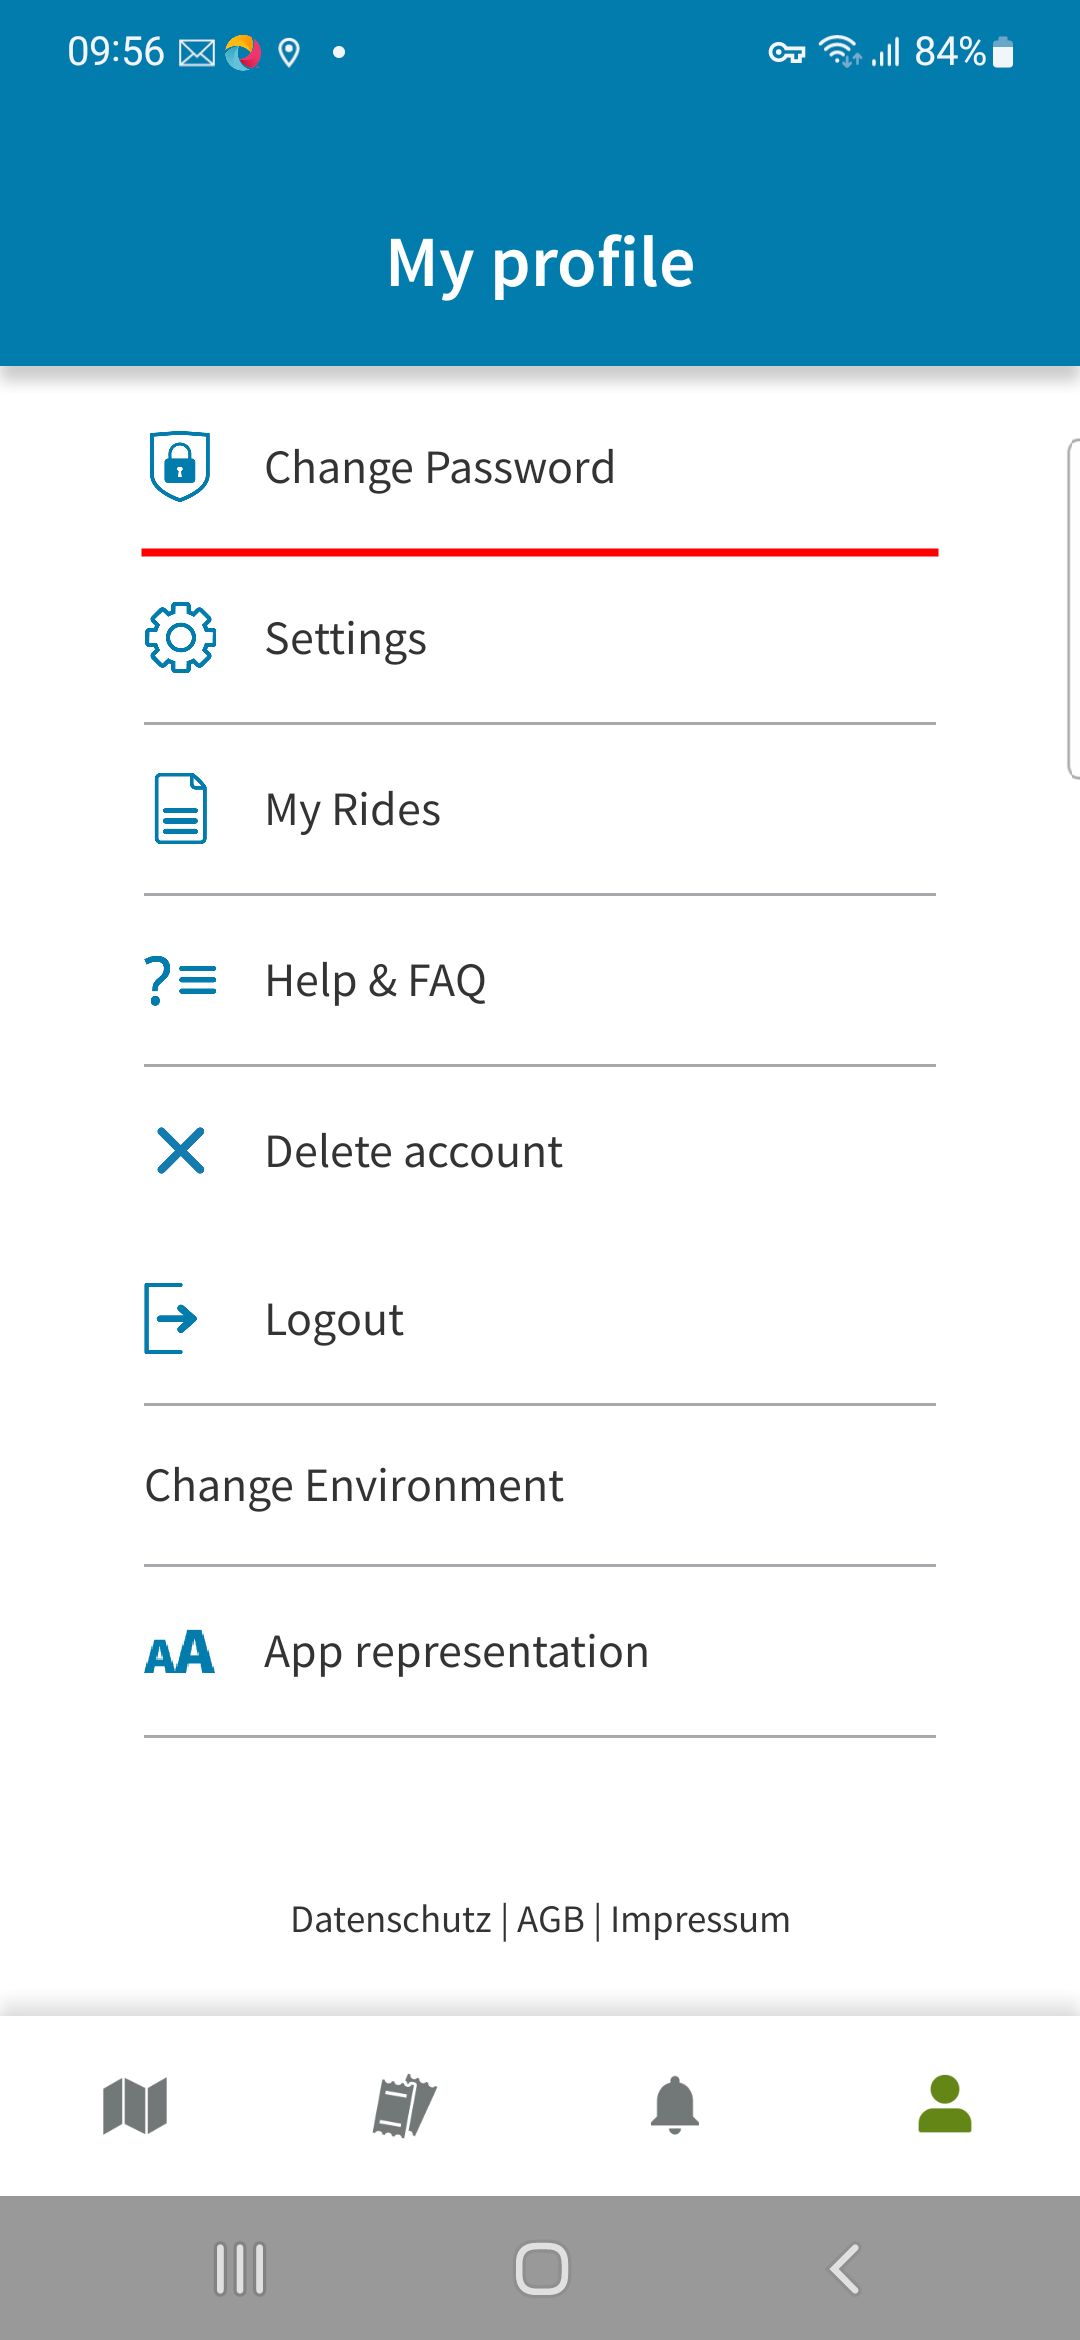 09:56 84%
My profile
Change Password
Settings
My Rides
Help & FAQ
Delete account
Logout
Change Environment
AA App representation
Datenschutz | AGB | Impressum